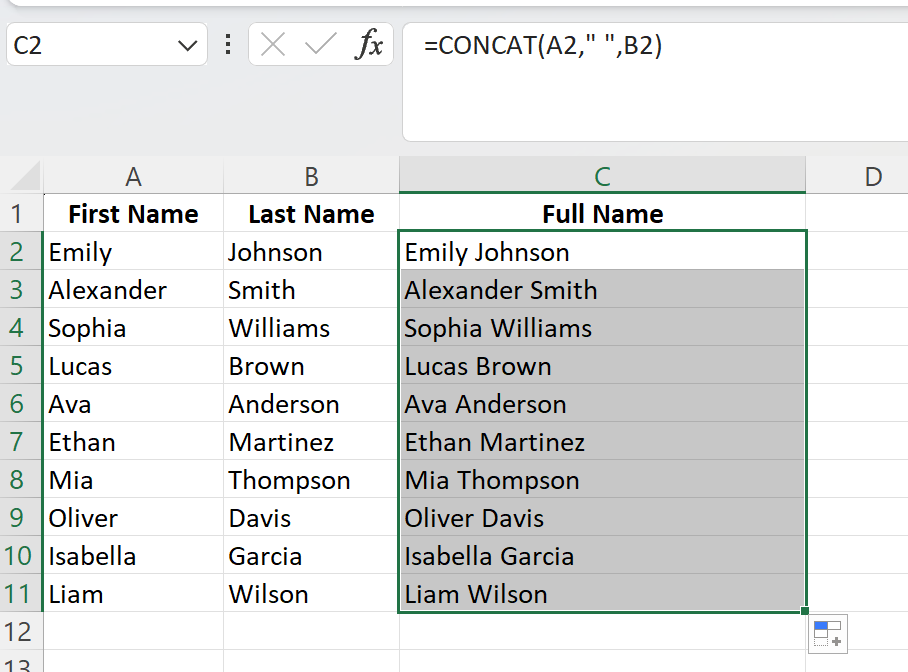 C2 fx =CONCAT(A2," ",B2)
A B C D
1 First Name Last Name Full Name
2 Emily Johnson Emily Johnson
3 Alexander Smith Alexander Smith
4 Sophia Williams Sophia Williams
5 Lucas Brown Lucas Brown
6 Ava Anderson Ava Anderson
7 Ethan Martinez Ethan Martinez
8 Mia Thompson Mia Thompson
9 Oliver Davis Oliver Davis
10 Isabella Garcia Isabella Garcia
11 Liam Wilson Liam Wilson
12
13